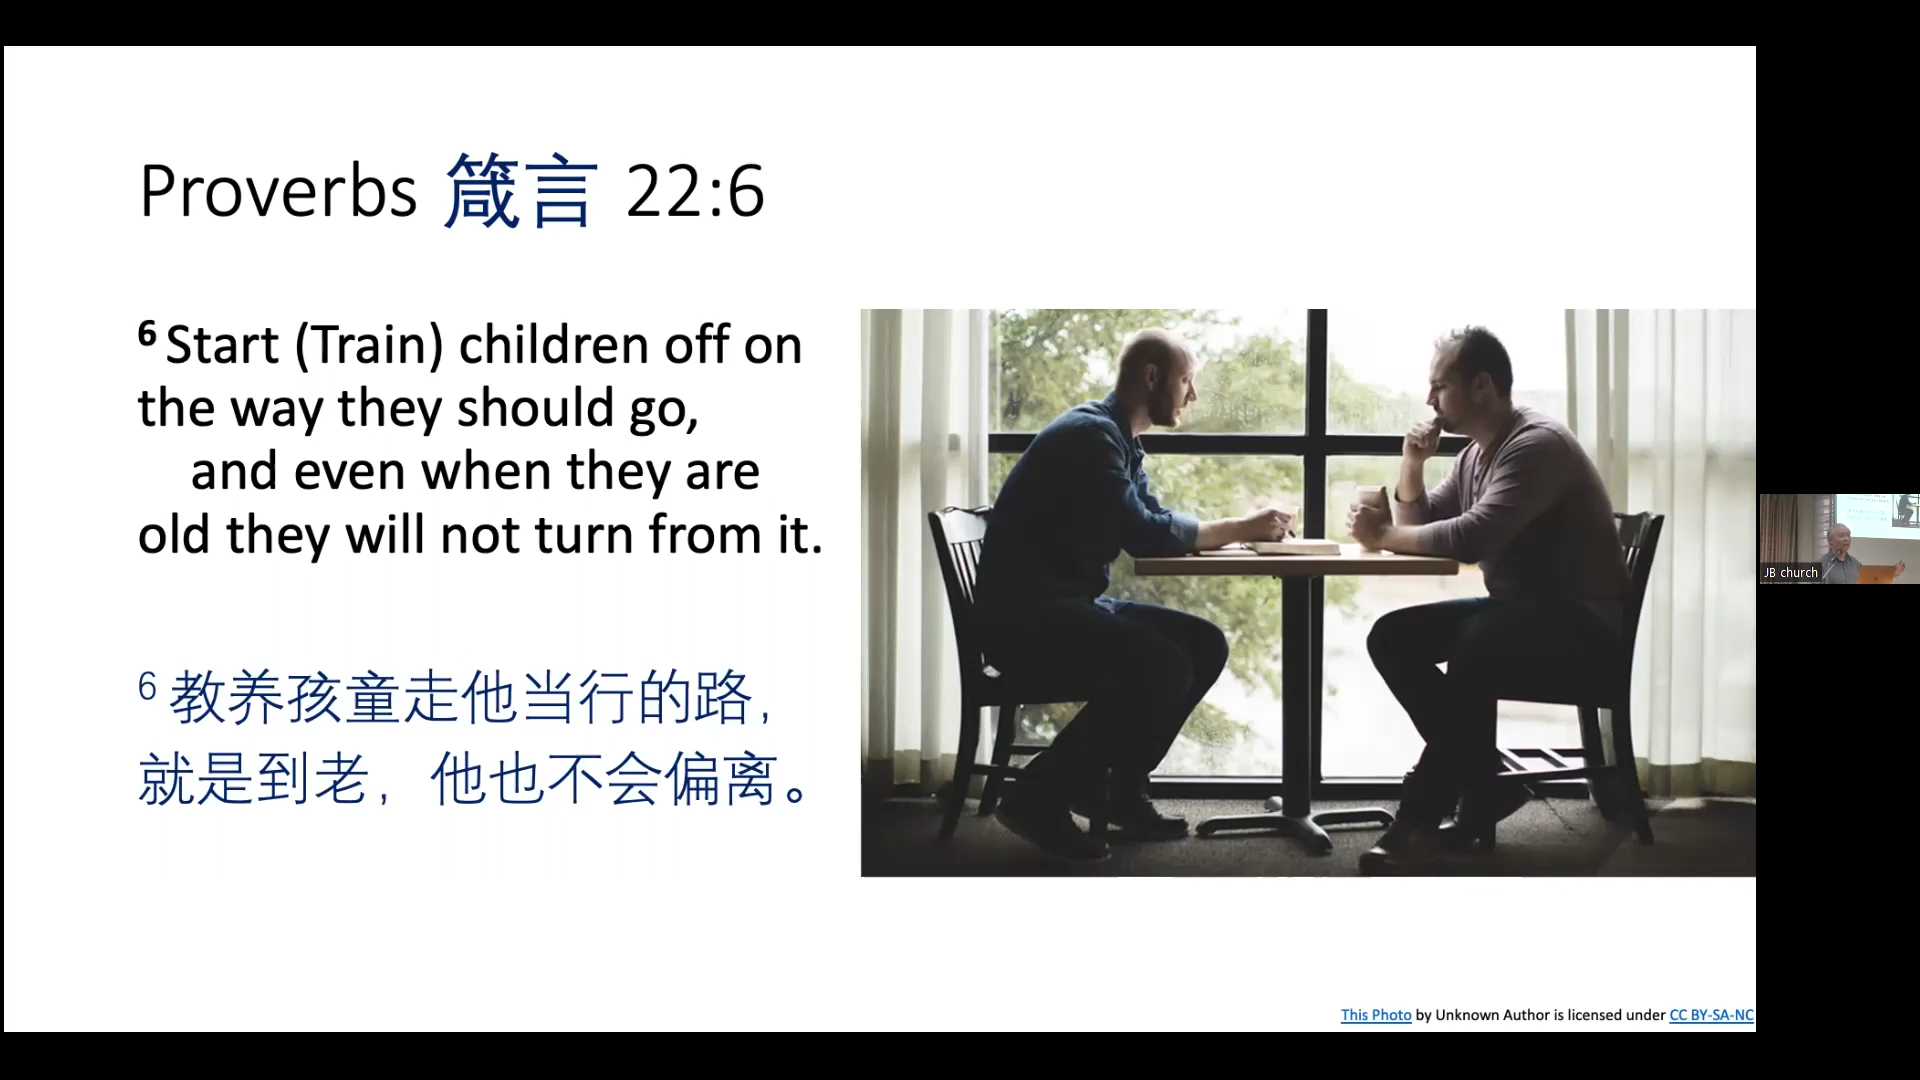 Proverbs 箴言 22:6
6 Start (Train) children off on
the way they should go,
and even when they are
old they will not turn from it.
6 教养孩童走他当行的路，
就是到老，他也不会偏离。
JB church
This Photo by Unknown Author is licensed under CC BY-SA-NC